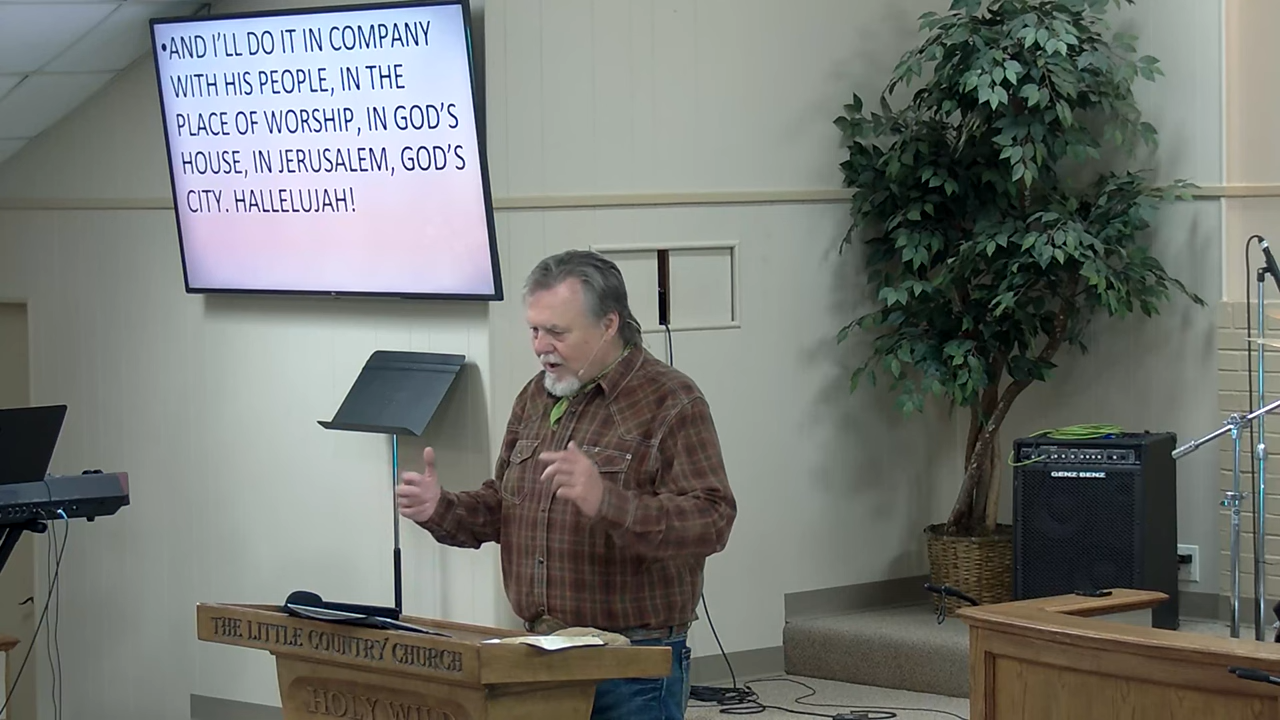 •AND I'LL DO IT IN COMPANY
WITH HIS PEOPLE, IN THE
PLACE OF WORSHIP, IN GOD'S
HOUSE, IN JERUSALEM, GOD'S
CITY. HALLELUJAH!
GENZ·BENZ
THE LITTLE COUNTRY CHURCH
HOLY